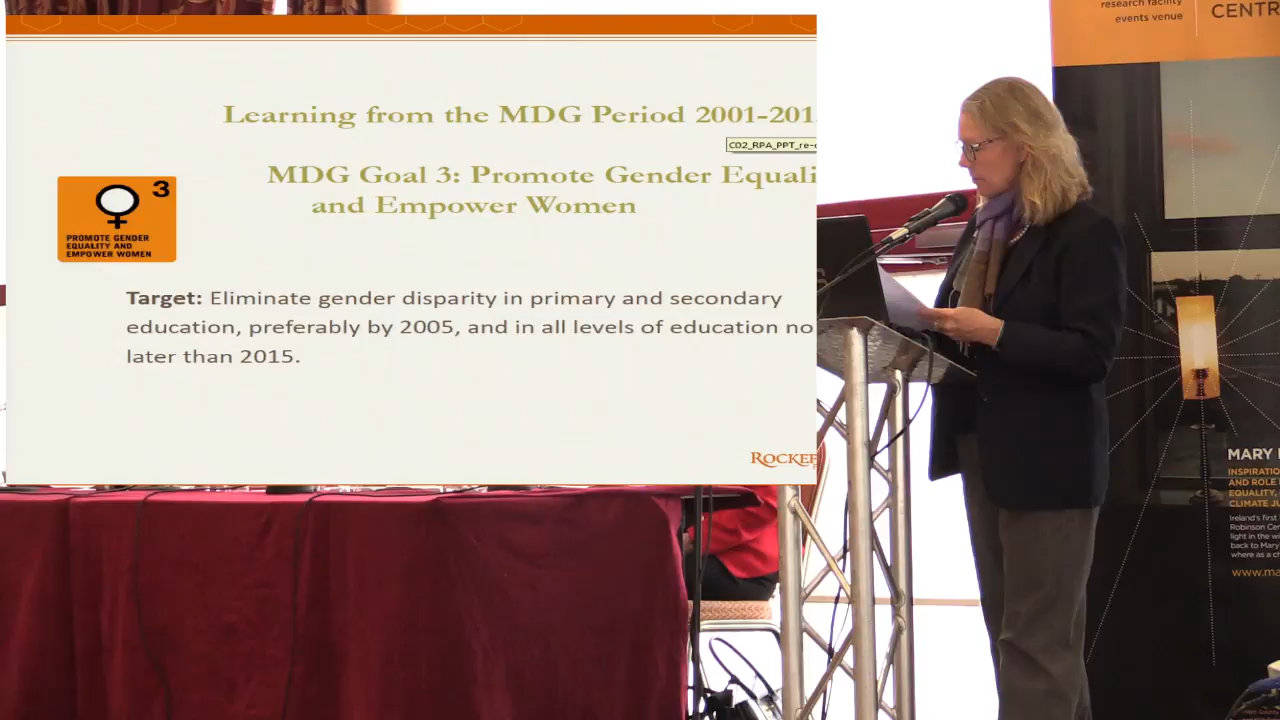 Learning from the MDG Period 2001-201
CO2_RPA_PPT_re-
MDG Goal 3: Promote Gender Equali
and Empower Women
3
PROMOTE GENDER
EQUALITY AND
EMPOWER WOMEN
Target: Eliminate gender disparity in primary and secondary
education, preferably by 2005, and in all levels of education no
later than 2015.
ROCKEF
research facility
events venue
CENTR
MARY
INSPIRATIO
AND ROLE
EQUALITY,
CLIMATE JU
Ireland's first
Robinson Cen
light in the wi
back to Mary'
where as a ch
www.ma